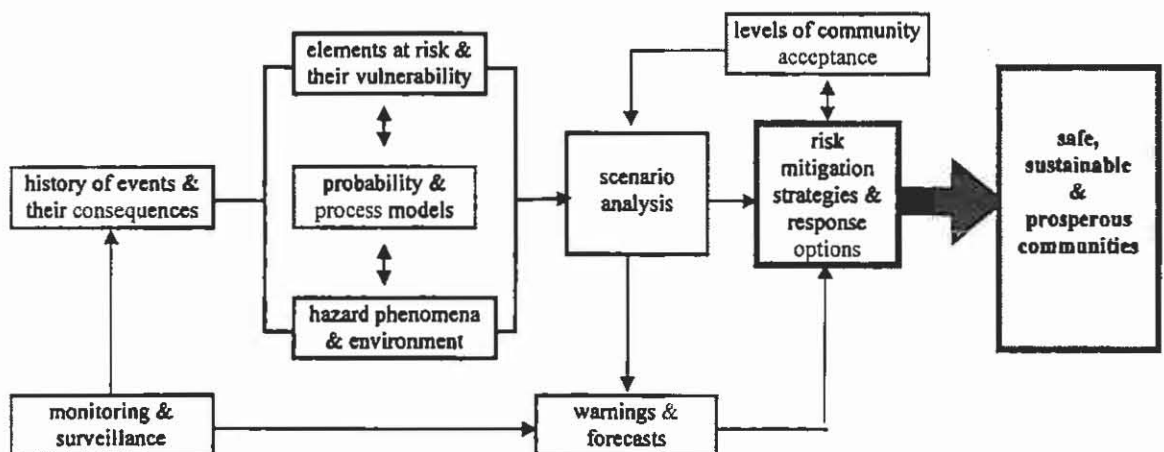 elements at risk &
their vulnerability
levels of community
acceptance
history of events &
their consequences
probability &
process models
scenario
analysis
risk
mitigation
strategies &
response
options
safe,
sustainable
&
prosperous
communities
hazard phenomena
& environment
monitoring &
surveillance
warnings &
forecasts